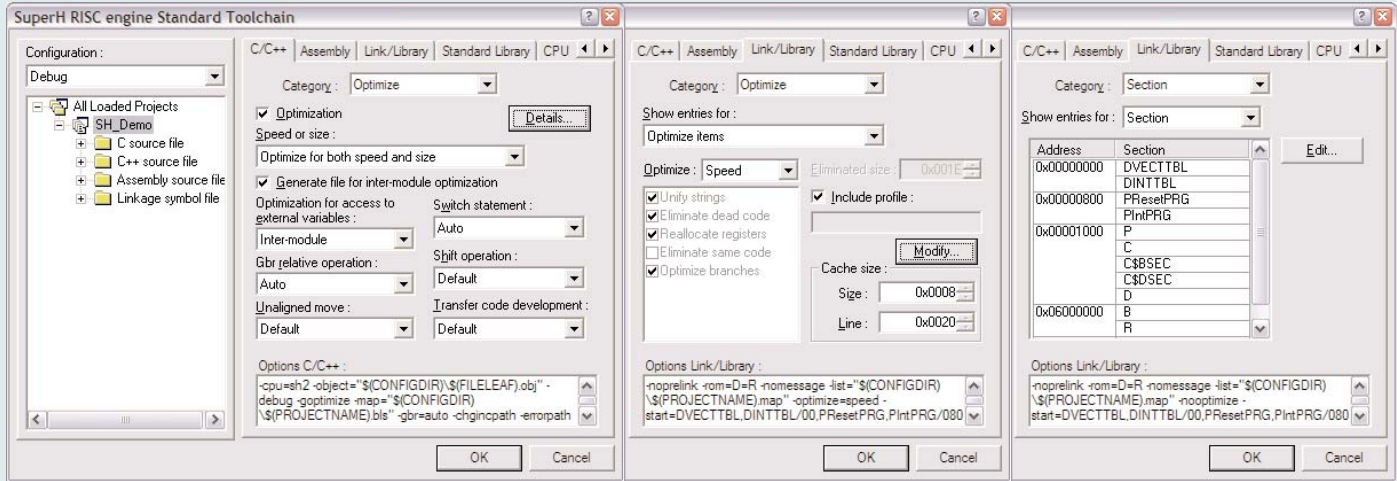 SuperH RISC engine Standard Toolchain
Configuration :
Debug
All Loaded Projects
SH_Demo
C source file
C++ source file
Assembly source file
Linkage symbol file
C/C++ Assembly Link/Library Standard Library CPU
Category : Optimize
Optimization
Details...
Speed or size :
Optimize for both speed and size
Generate file for inter-module optimization
Optimization for access to
external variables :
Switch statement :
Inter-module
Auto
Gbr relative operation :
Shift operation :
Auto
Default
Unaligned move :
Transfer code development :
Default
Default
Options C/C++ :
-cpu=sh2 -object="$(CONFIGDIR)\$(FILELEAF).obj" -
debug -goptimize -map="$(CONFIGDIR)
\$(PROJECTNAME).bls" -gbr=auto -chgincpath -errorpath
OK Cancel
C/C++ Assembly Link/Library Standard Library CPU
Category : Optimize
Show entries for :
Optimize items
Optimize : Speed
Eliminated size : 0x001E
Unify strings
Eliminate dead code
Reallocate registers
Eliminate same code
Optimize branches
Include profile :
Modify...
Cache size :
Size : 0x0008
Line : 0x0020
Options Link/Library :
-noprelink -rom=D=R -nomessage -list="$(CONFIGDIR)
\$(PROJECTNAME).map" -optimize=speed -
start=DVECTTBL,DINTTBL/00,PResetPRG,PIntPRG/080
OK Cancel
C/C++ Assembly Link/Library Standard Library CPU
Category : Section
Show entries for : Section
Address Section
0x00000000 DVECTTBL
DINTTBL
0x00000800 PResetPRG
PIntPRG
0x00001000 P
C
C$BSEC
C$DSEC
D
0x06000000 B
R
Edit...
Options Link/Library :
-noprelink -rom=D=R -nomessage -list="$(CONFIGDIR)
\$(PROJECTNAME).map" -nooptimize -
start=DVECTTBL,DINTTBL/00,PResetPRG,PIntPRG/080
OK Cancel